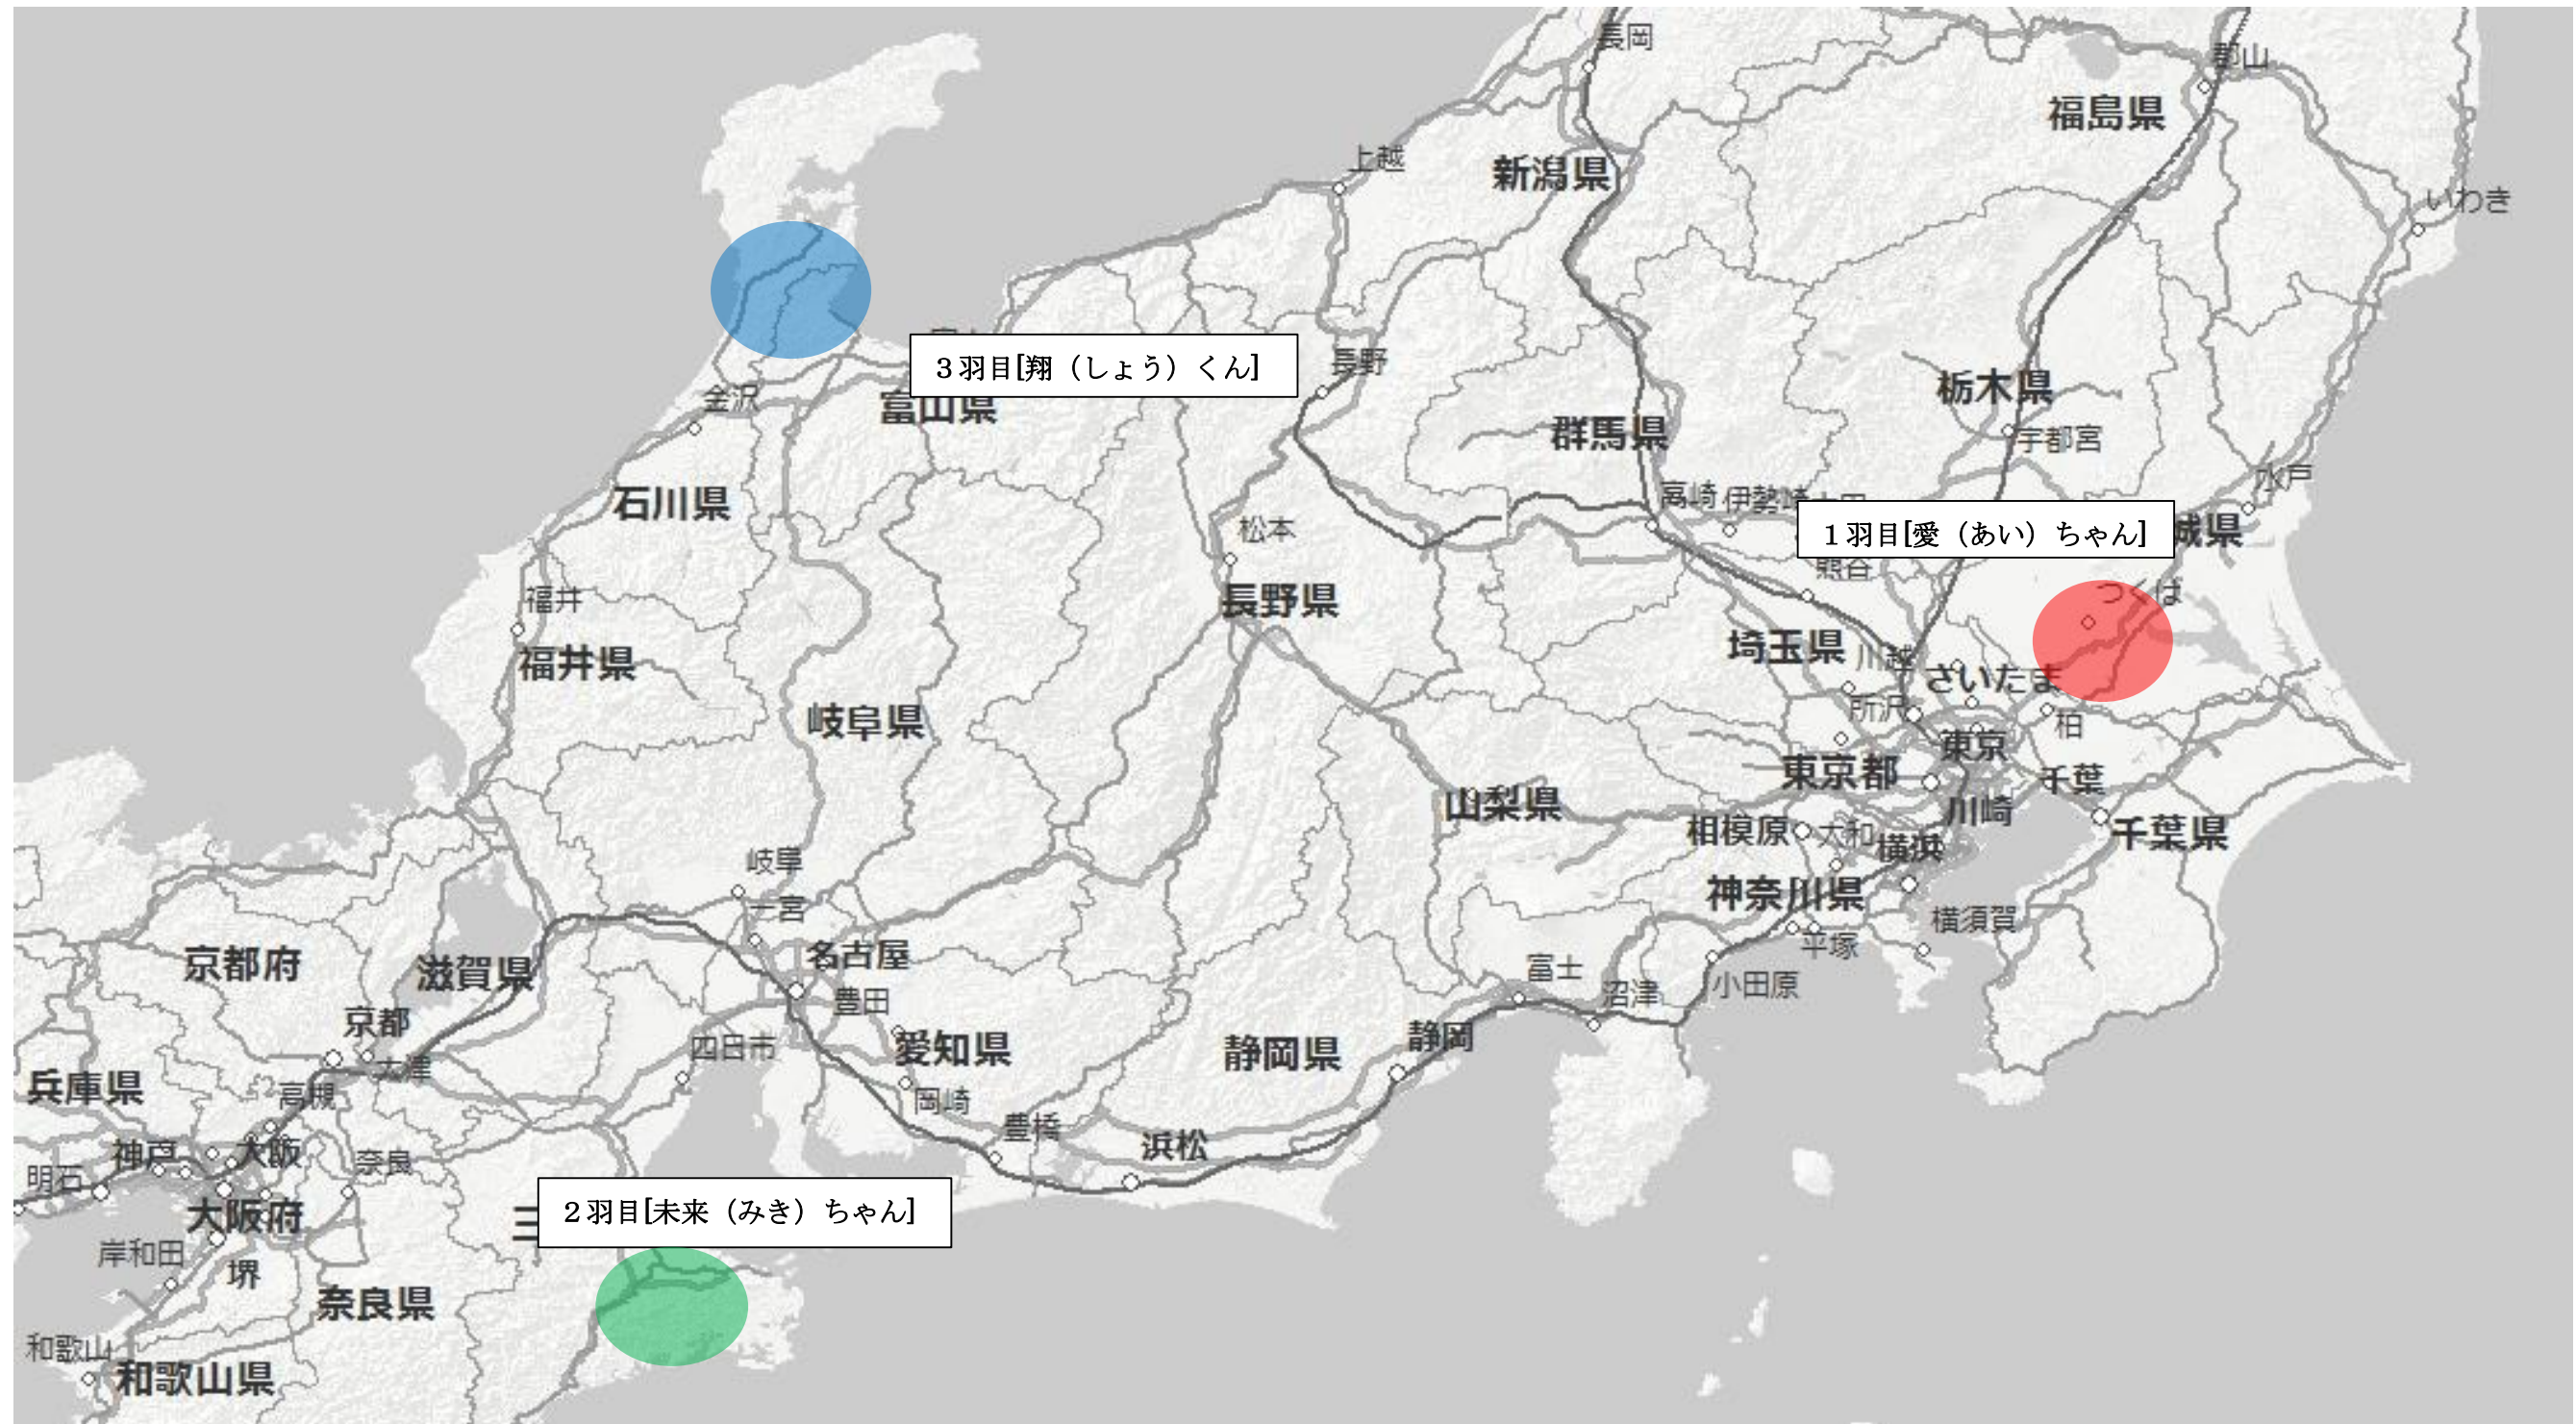 長岡
郡山
福島県
上越
新潟県
いわき
3羽目[翔（しょう）くん]
長野
金沢
富山県
栃木県
群馬県
宇都宮
水戸
石川県
高崎
伊勢崎
1羽目[愛（あい）ちゃん]
城県
松本
熊谷
つくば
福井
長野県
福井県
埼玉県
川越
さいたま
岐阜県
所沢
柏
東京
東京都
千葉
山梨県
川崎
相模原
大和
横浜
千葉県
岐阜
神奈川県
一宮
横須賀
平塚
京都府
滋賀県
名古屋
富士
沼津
小田原
豊田
京都
四日市
愛知県
静岡県
静岡
大津
兵庫県
高槻
岡崎
豊橋
浜松
神戸
大阪
奈良
明石
2羽目[未来（みき）ちゃん]
大阪府
岸和田
堺
奈良県
和歌山
和歌山県